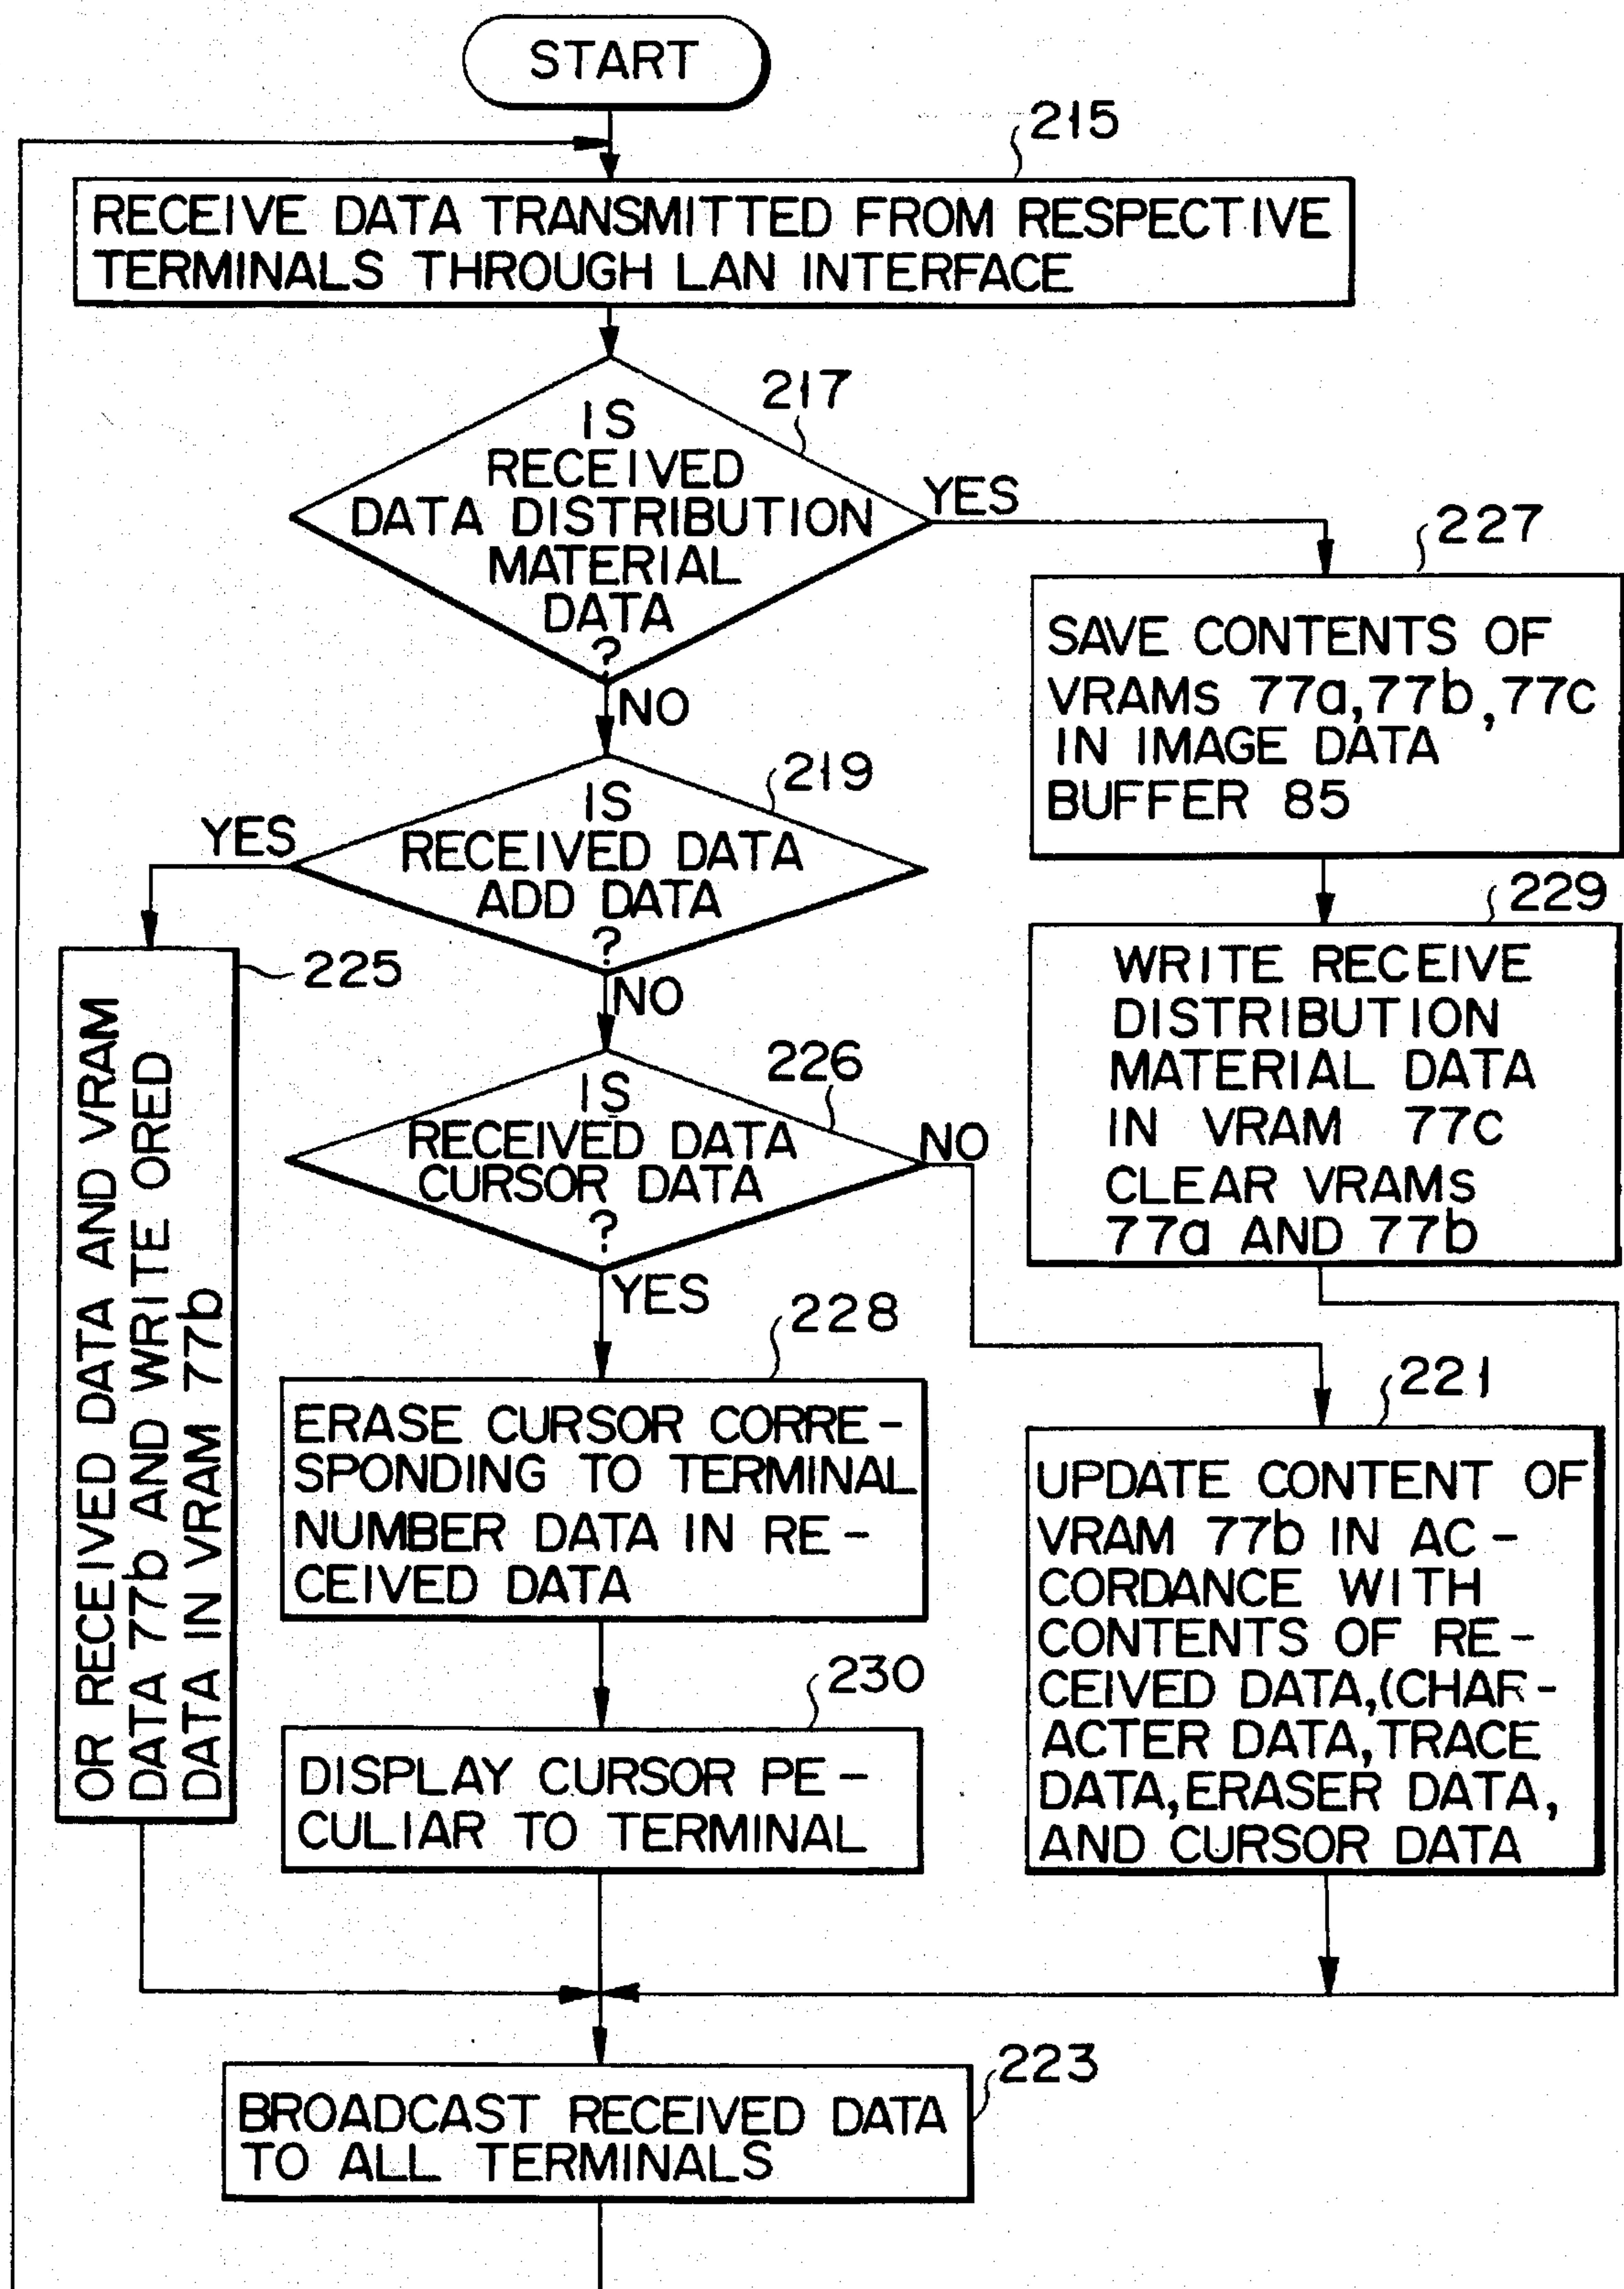 START
215
RECEIVE DATA TRANSMITTED FROM RESPECTIVE
TERMINALS THROUGH LAN INTERFACE
217
IS
RECEIVED
DATA DISTRIBUTION
MATERIAL
DATA
?
YES
NO
227
SAVE CONTENTS OF
VRAMs 77a,77b,77c
IN IMAGE DATA
BUFFER 85
219
IS
RECEIVED DATA
ADD DATA
?
YES
NO
229
WRITE RECEIVE
DISTRIBUTION
MATERIAL DATA
IN VRAM 77c
CLEAR VRAMs
77a AND 77b
225
OR RECEIVED DATA AND VRAM
DATA 77b AND WRITE ORED
DATA IN VRAM 77b
226
IS
RECEIVED DATA
CURSOR DATA
?
NO
YES
228
ERASE CURSOR CORRE-
SPONDING TO TERMINAL
NUMBER DATA IN RE-
CEIVED DATA
221
UPDATE CONTENT OF
VRAM 77b IN AC-
CORDANCE WITH
CONTENTS OF RE-
CEIVED DATA,(CHAR-
ACTER DATA,TRACE
DATA,ERASER DATA,
AND CURSOR DATA
230
DISPLAY CURSOR PE-
CULIAR TO TERMINAL
223
BROADCAST RECEIVED DATA
TO ALL TERMINALS